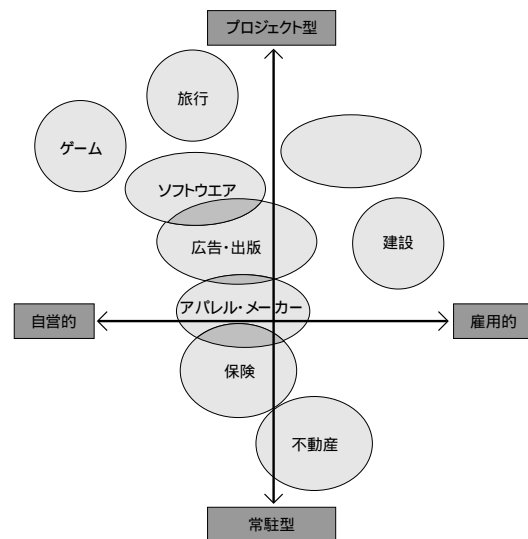 プロジェクト型
旅行
ゲーム
ソフトウエア
広告・出版
建設
アパレル・メーカー
自営的
雇用的
保険
不動産
常駐型